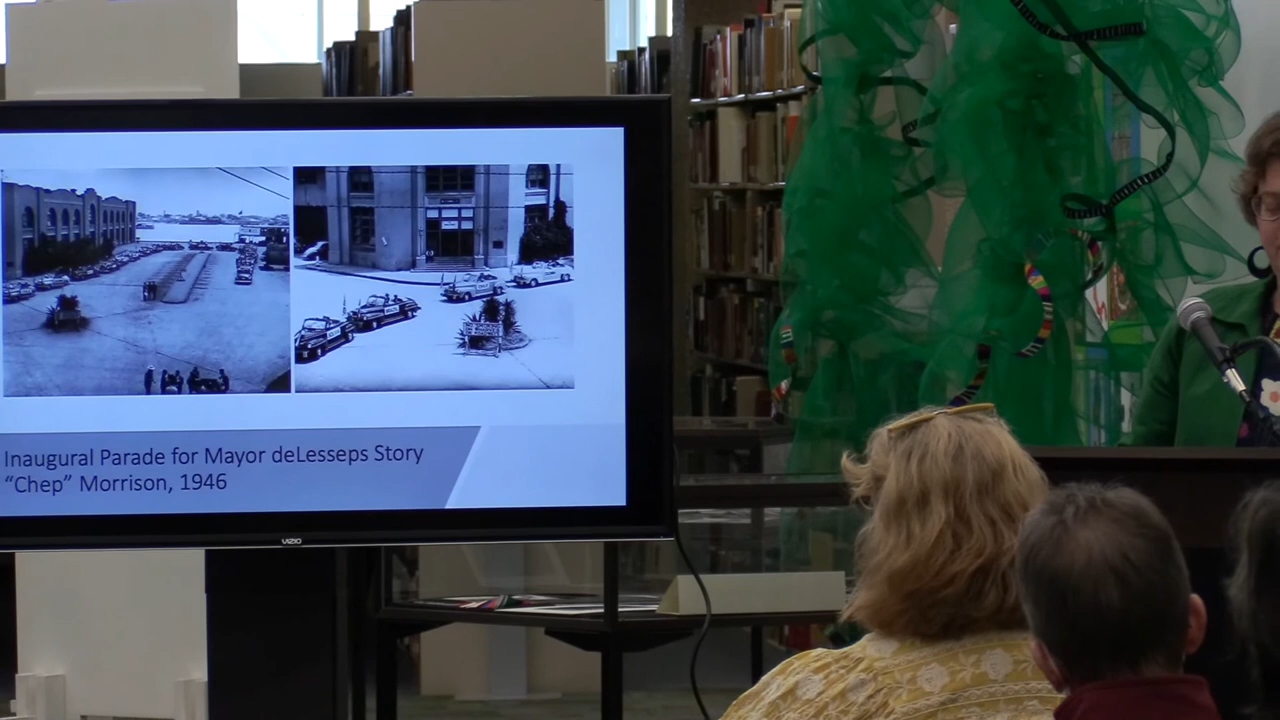 Inaugural Parade for Mayor deLesseps Story
“Chep” Morrison, 1946
VIZIO